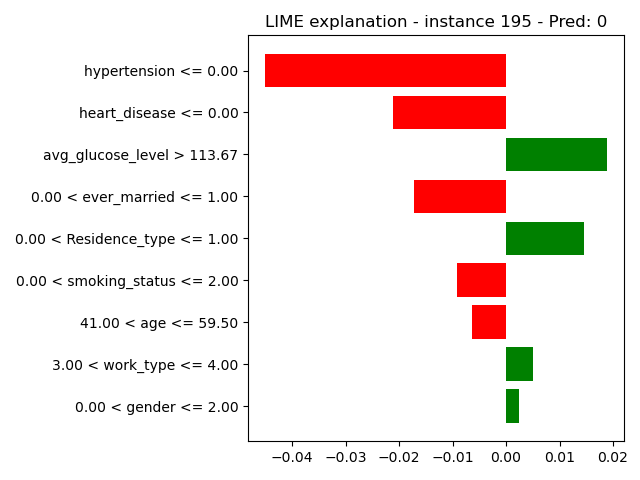 LIME explanation - instance 195 - Pred: 0
hypertension <= 0.00
heart_disease <= 0.00
avg_glucose_level > 113.67
0.00 < ever_married <= 1.00
0.00 < Residence_type <= 1.00
0.00 < smoking_status <= 2.00
41.00 < age <= 59.50
3.00 < work_type <= 4.00
0.00 < gender <= 2.00
−0.04 −0.03 −0.02 −0.01 0.00 0.01 0.02